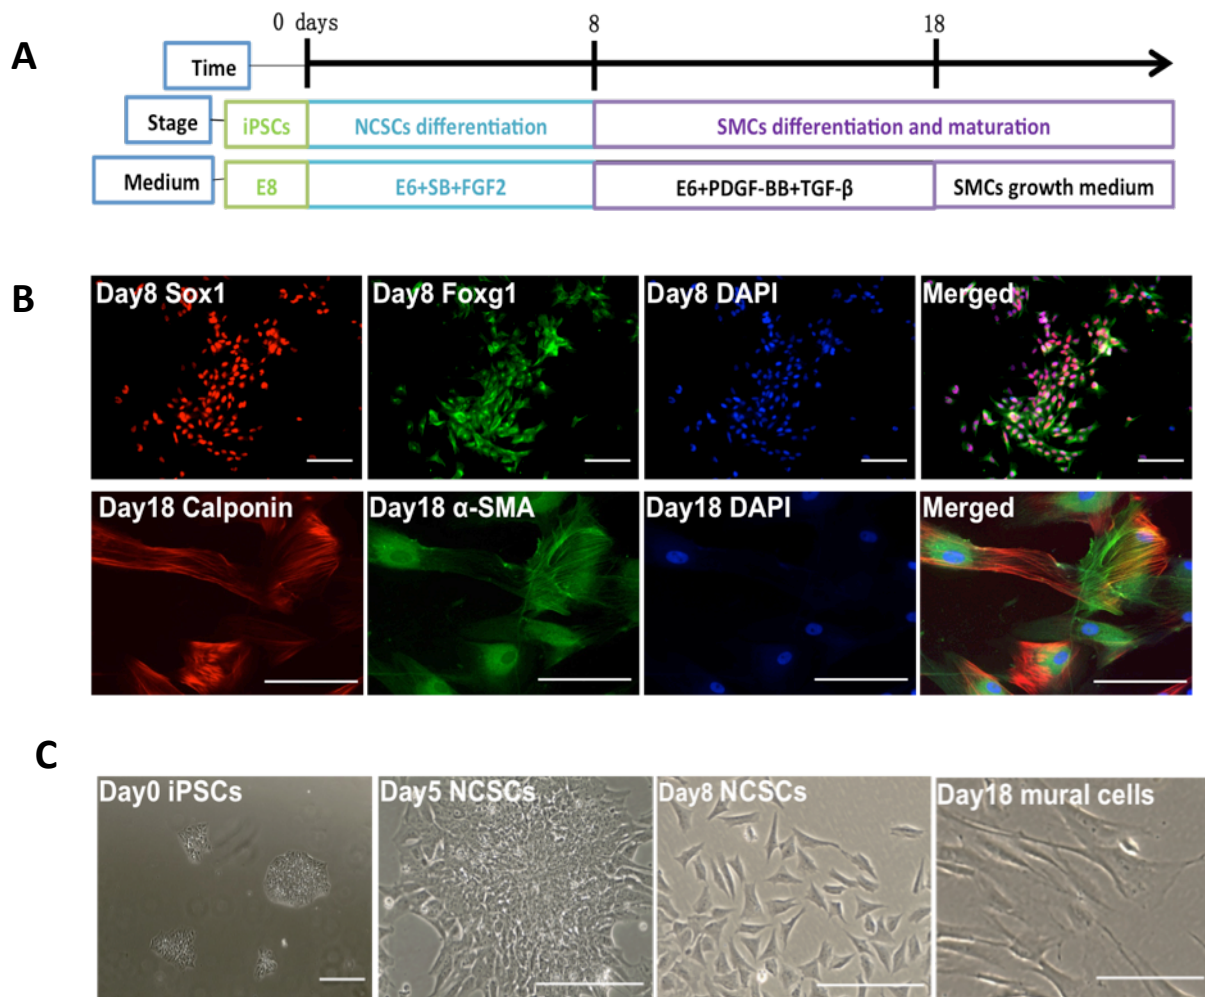 A
0 days 8 18
Time
Stage iPSCs NCSCs differentiation SMCs differentiation and maturation
Medium E8 E6+SB+FGF2 E6+PDGF-BB+TGF-β SMCs growth medium
B
Day8 Sox1 Day8 Foxg1 Day8 DAPI Merged
Day18 Calponin Day18 α-SMA Day18 DAPI Merged
C
Day0 iPSCs Day5 NCSCs Day8 NCSCs Day18 mural cells